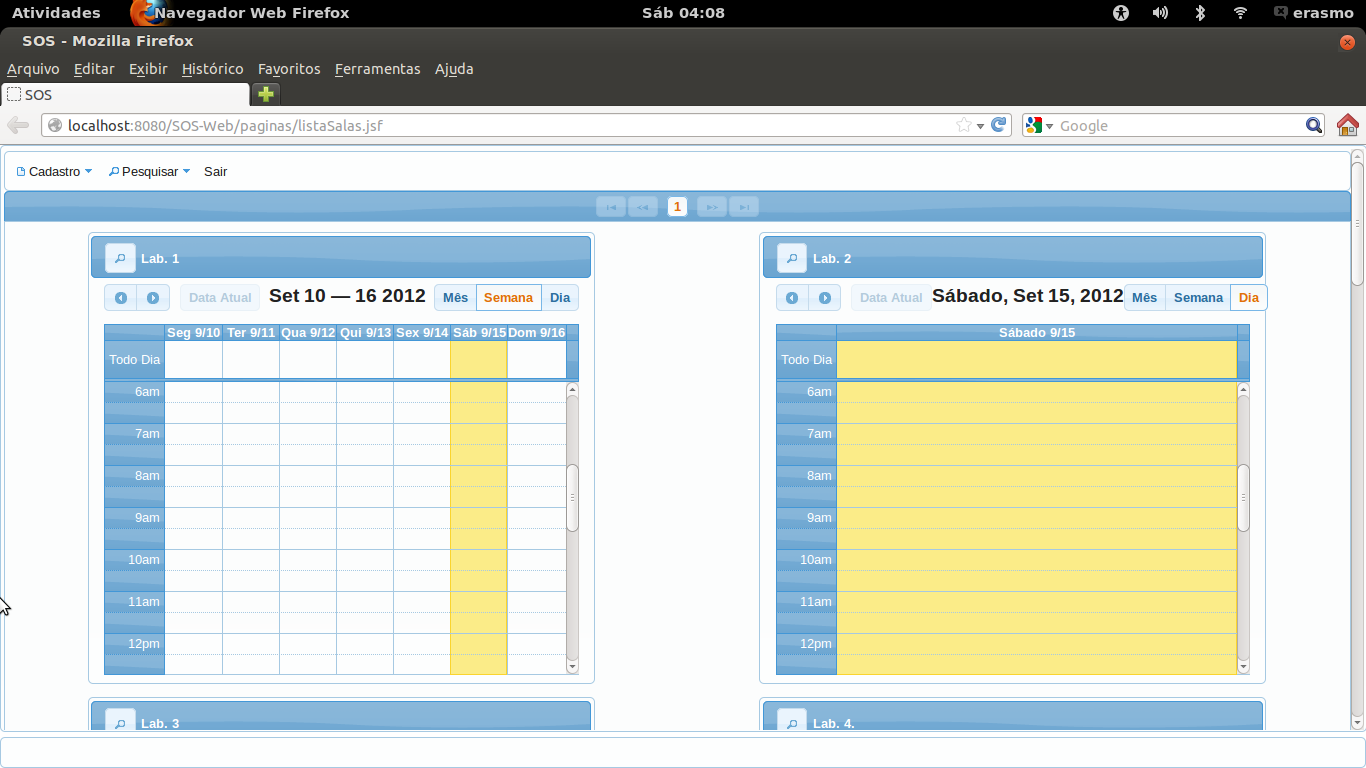 Atividades Navegador Web Firefox Sáb 04:08 erasmo
SOS - Mozilla Firefox
Arquivo Editar Exibir Histórico Favoritos Ferramentas Ajuda
SOS
localhost:8080/SOS-Web/paginas/listaSalas.jsf Google
Cadastro Pesquisar Sair
1
Lab. 1
Data Atual Set 10 — 16 2012 Mês Semana Dia
Seg 9/10 Ter 9/11 Qua 9/12 Qui 9/13 Sex 9/14 Sáb 9/15 Dom 9/16
Todo Dia
6am
7am
8am
9am
10am
11am
12pm
Lab. 2
Data Atual Sábado, Set 15, 2012 Mês Semana Dia
Sábado 9/15
Todo Dia
6am
7am
8am
9am
10am
11am
12pm
Lab. 3
Lab. 4.